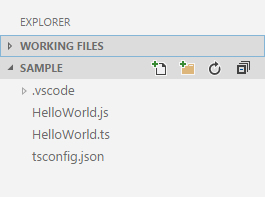 EXPLORER
WORKING FILES
SAMPLE
.vscode
HelloWorld.js
HelloWorld.ts
tsconfig.json